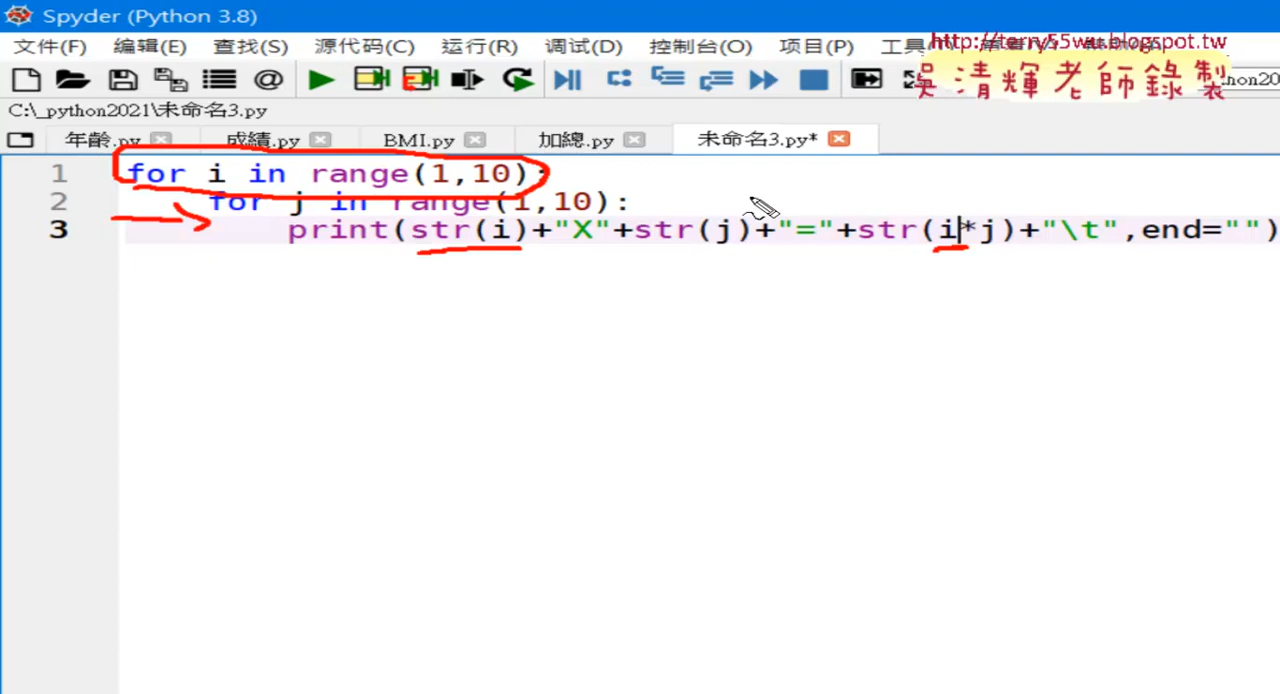 Spyder (Python 3.8)
文件(F) 编辑(E) 查找(S) 源代码(C) 运行(R) 调试(D) 控制台(O) 项目(P) 工具
http://terry55wu.blogspot.tw
吳清輝老師錄製
C:\_python2021\未命名3.py
年齡.py 成績.py BMI.py 加總.py 未命名3.py*
1 for i in range(1,10):
2 for j in range(1,10):
3 print(str(i)+"X"+str(j)+"="+str(i*j)+"\t",end="")